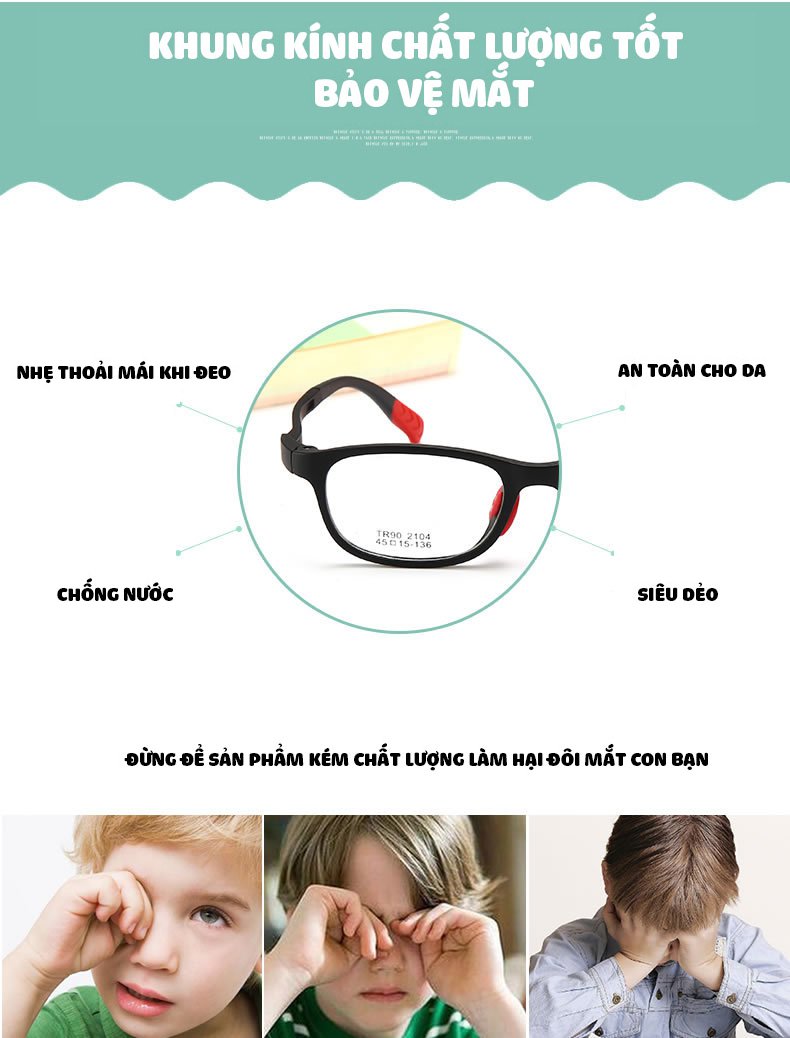 KHUNG KÍNH CHẤT LƯỢNG TỐT
BẢO VỆ MẮT
NHẸ THOẢI MÁI KHI ĐEO
AN TOÀN CHO DA
TR90 2104
45□15-136
CHỐNG NƯỚC
SIÊU DẺO
ĐỪNG ĐỂ SẢN PHẨM KÉM CHẤT LƯỢNG LÀM HẠI ĐÔI MẮT CON BẠN